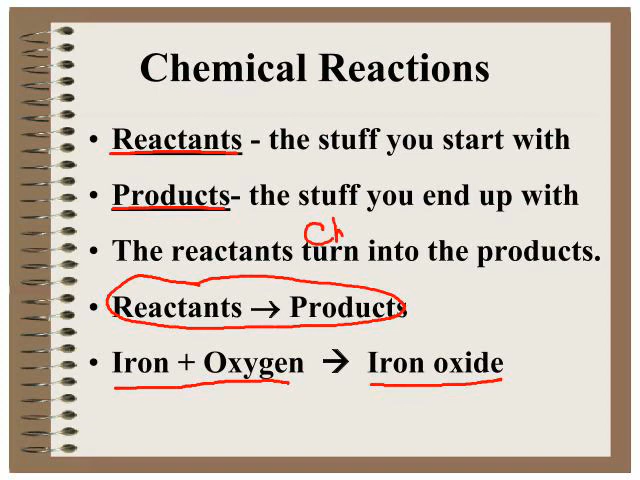 Chemical Reactions
• Reactants - the stuff you start with
• Products- the stuff you end up with
Ch
• The reactants turn into the products.
• Reactants → Products
• Iron + Oxygen → Iron oxide